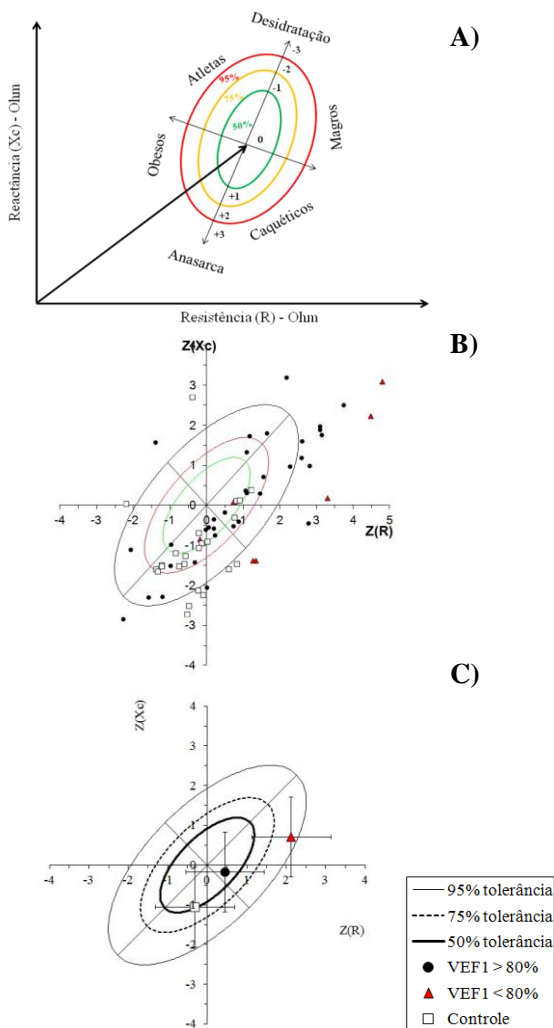 A)
Desidratação
-3
-2
-1
Atletas
95%
75%
50%
0
Obesos
Magros
+1
+2
+3
Caquéticos
Anasarca
Reactância (Xc) - Ohm
Resistência (R) - Ohm
B)
Z(Xc)
3
2
1
0
-4 -3 -2 -1 0 1 2 3 4 5
Z(R)
-1
-2
-3
-4
C)
Z(Xc)
4
3
2
1
0
-4 -3 -2 -1 0 1 2 3 4
Z(R)
-1
-2
-3
-4
95% tolerância
75% tolerância
50% tolerância
VEF1 > 80%
VEF1 < 80%
Controle